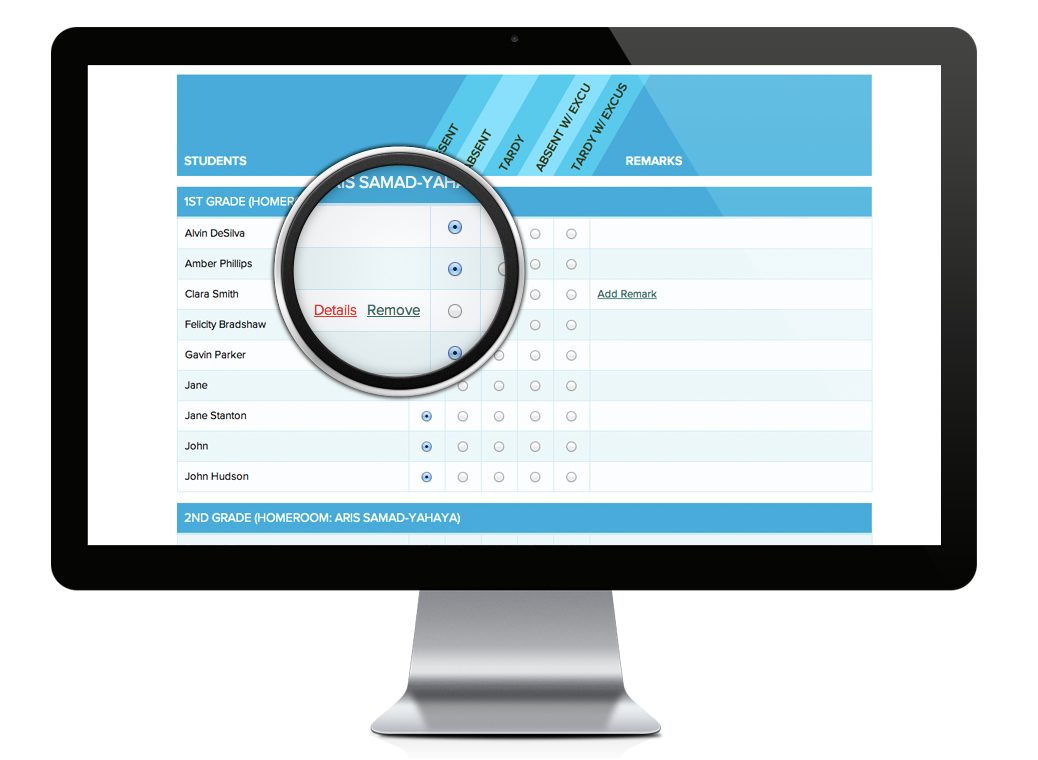 ABSENT
TARDY
ABSENT W/ EXCU
TARDY W/ EXCUS
STUDENTS
REMARKS
ARIS SAMAD-YAHA
1ST GRADE (HOMER
Alvin DeSilva
Amber Phillips
Clara Smith
Details Remove
Add Remark
Felicity Bradshaw
Gavin Parker
Jane
Jane Stanton
John
John Hudson
2ND GRADE (HOMEROOM: ARIS SAMAD-YAHAYA)